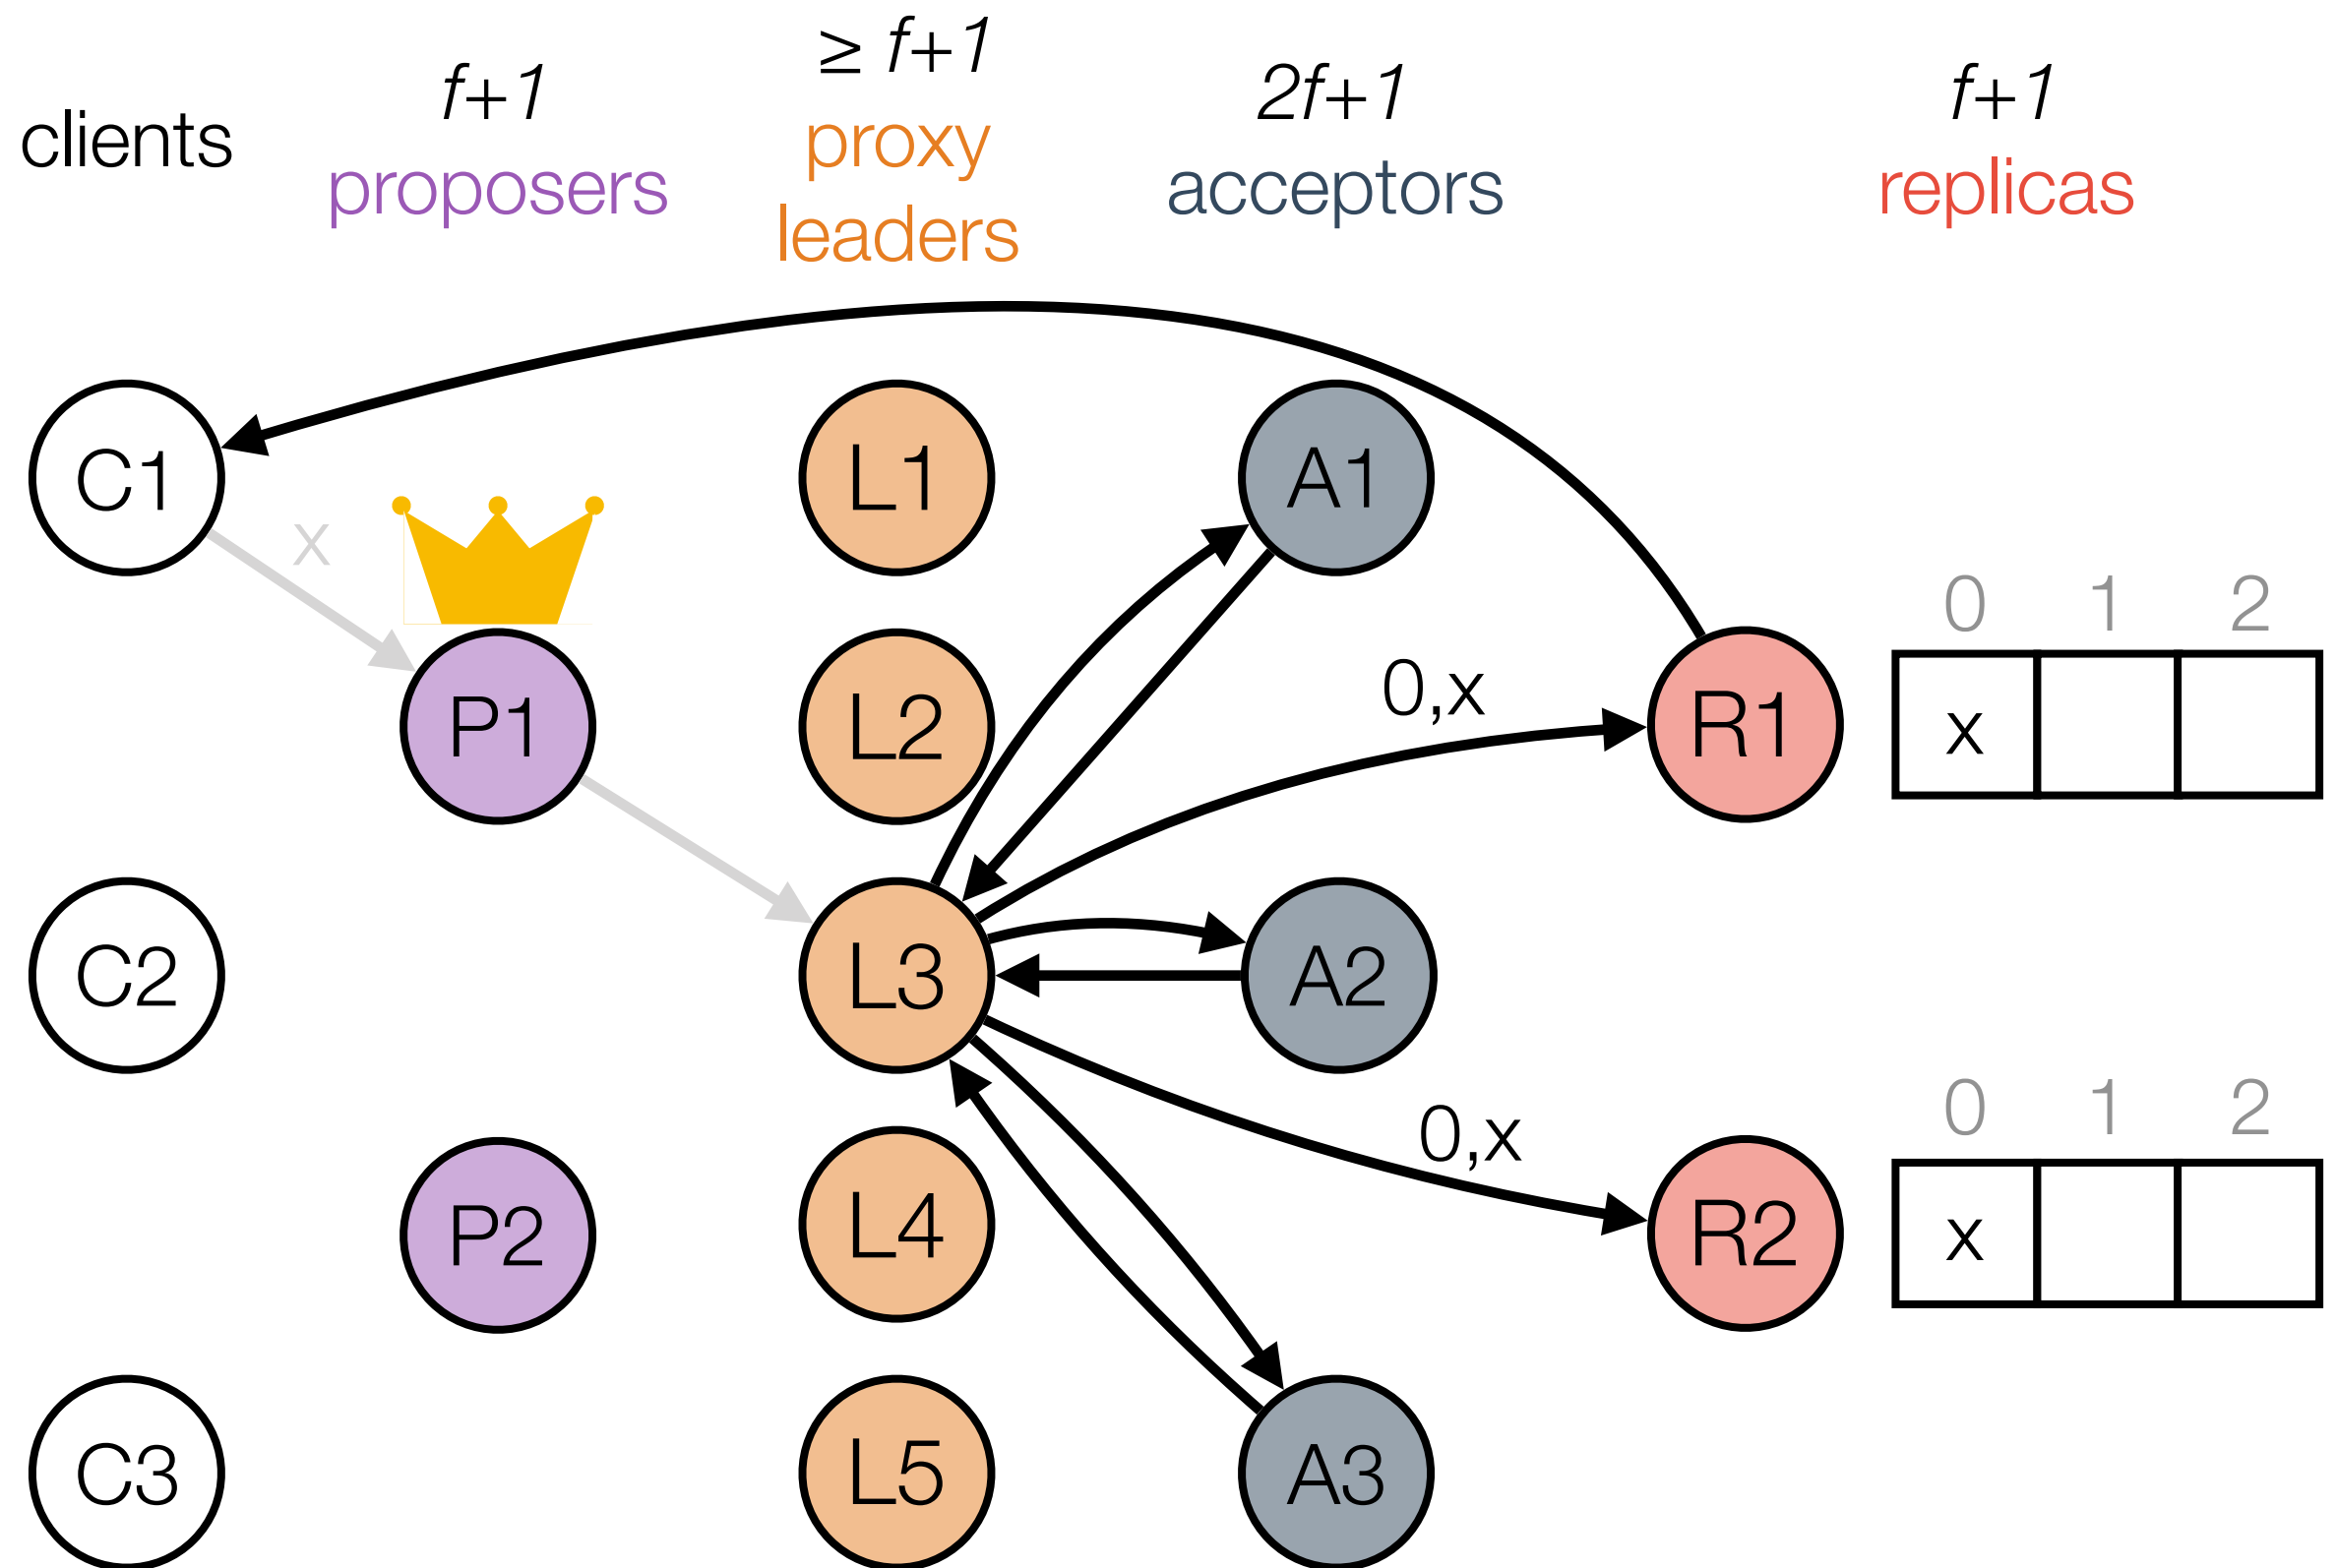 clients
f+1
proposers
≥ f+1
proxy
leaders
2f+1
acceptors
f+1
replicas
C1
x
L1
A1
P1
L2
0,x
R1
0 1 2
x
C2
L3
A2
P2
L4
0,x
R2
0 1 2
x
C3
L5
A3